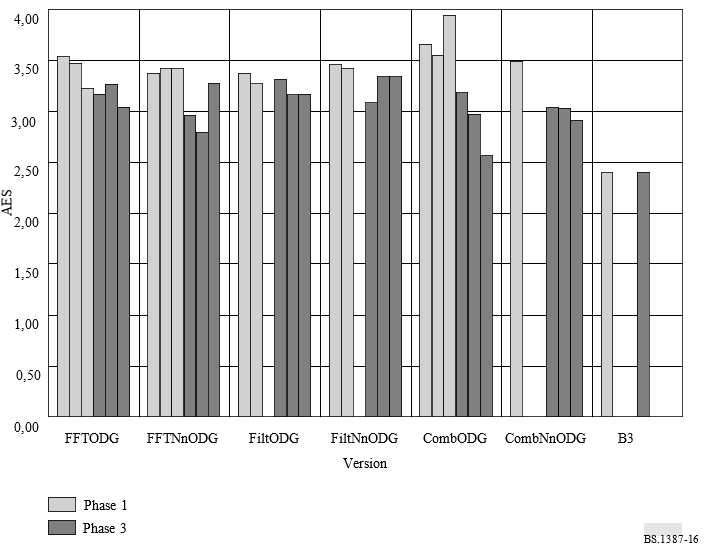 4,00
3,50
3,00
2,50
2,00
1,50
1,00
0,50
0,00
AES
FFTODG FFTNnODG FiltODG FiltNnODG CombODG CombNnODG B3
Version
Phase 1
Phase 3
BS.1387-16